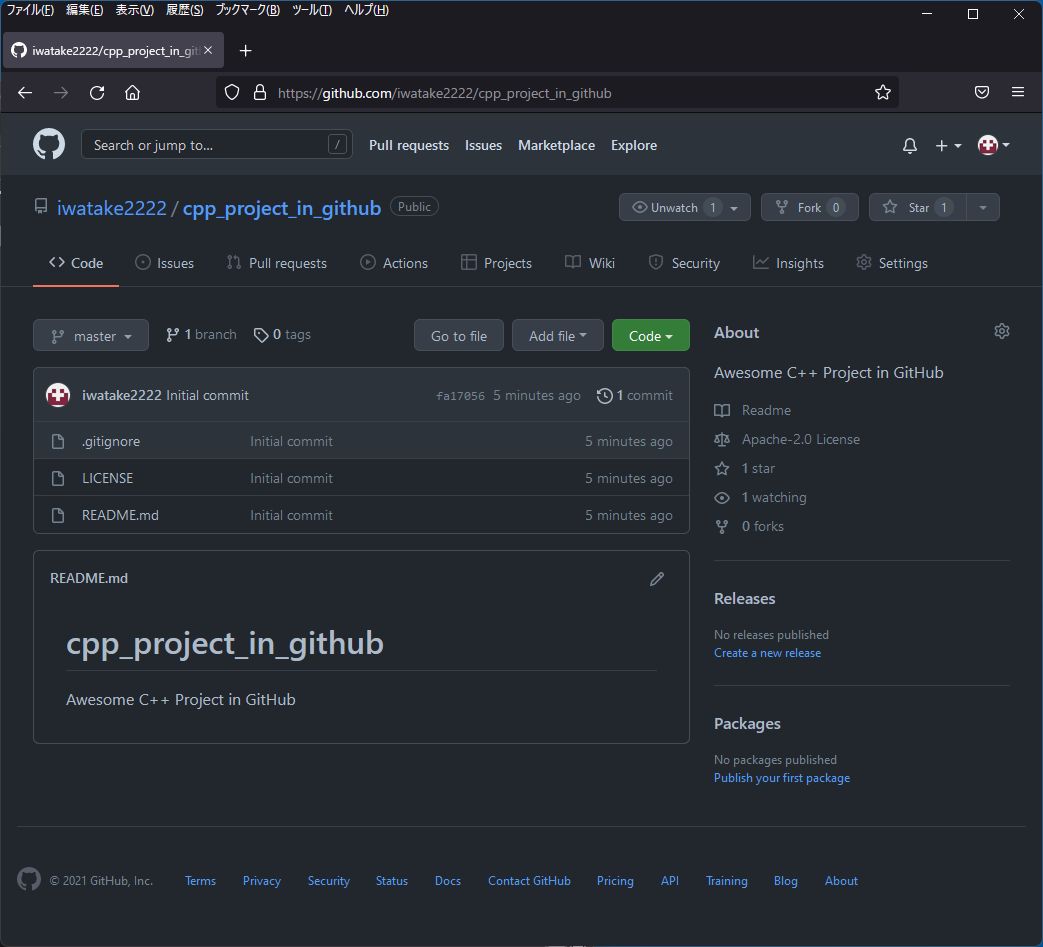 ファイル(F) 編集(E) 表示(V) 履歴(S) ブックマーク(B) ツール(T) ヘルプ(H)
iwatake2222/cpp_project_in_git
https://github.com/iwatake2222/cpp_project_in_github
Search or jump to... / Pull requests Issues Marketplace Explore
iwatake2222 / cpp_project_in_github Public Unwatch 1 Fork 0 Star 1
Code Issues Pull requests Actions Projects Wiki Security Insights Settings
master 1 branch 0 tags Go to file Add file Code
iwatake2222 Initial commit fa17056 5 minutes ago 1 commit
.gitignore Initial commit 5 minutes ago
LICENSE Initial commit 5 minutes ago
README.md Initial commit 5 minutes ago
README.md
cpp_project_in_github
Awesome C++ Project in GitHub
About
Awesome C++ Project in GitHub
Readme
Apache-2.0 License
1 star
1 watching
0 forks
Releases
No releases published
Create a new release
Packages
No packages published
Publish your first package
© 2021 GitHub, Inc. Terms Privacy Security Status Docs Contact GitHub Pricing API Training Blog About